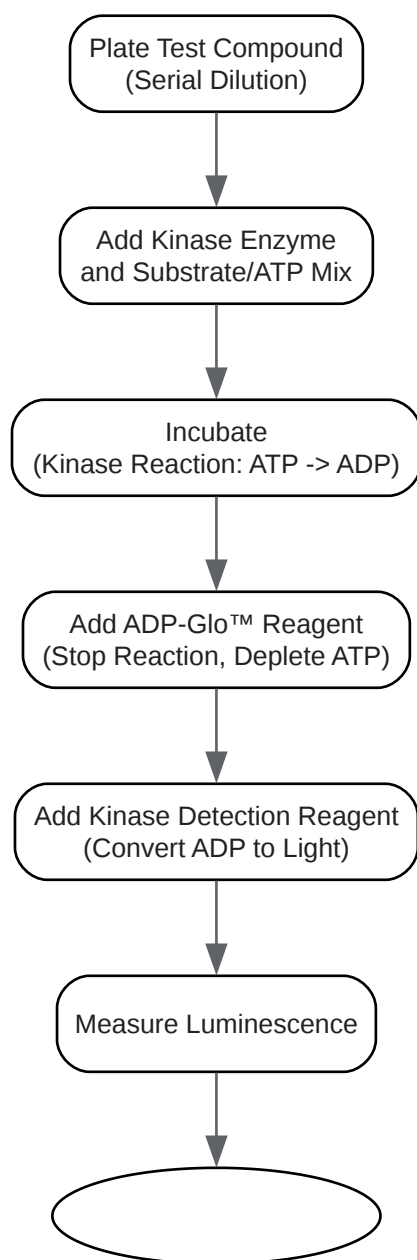 Plate Test Compound
(Serial Dilution)
Add Kinase Enzyme
and Substrate/ATP Mix
Incubate
(Kinase Reaction: ATP -> ADP)
Add ADP-Glo™ Reagent
(Stop Reaction, Deplete ATP)
Add Kinase Detection Reagent
(Convert ADP to Light)
Measure Luminescence